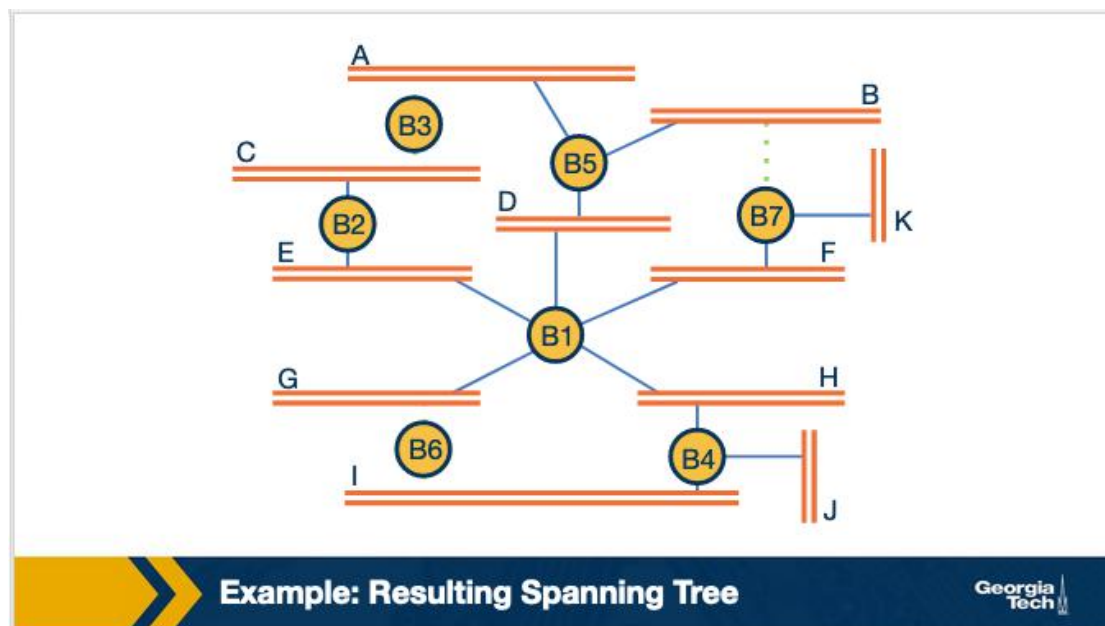 A
B
B3
C
B5
D
B7
B2
K
E
F
B1
G
H
B6
B4
I
J
Example: Resulting Spanning Tree
Georgia
Tech